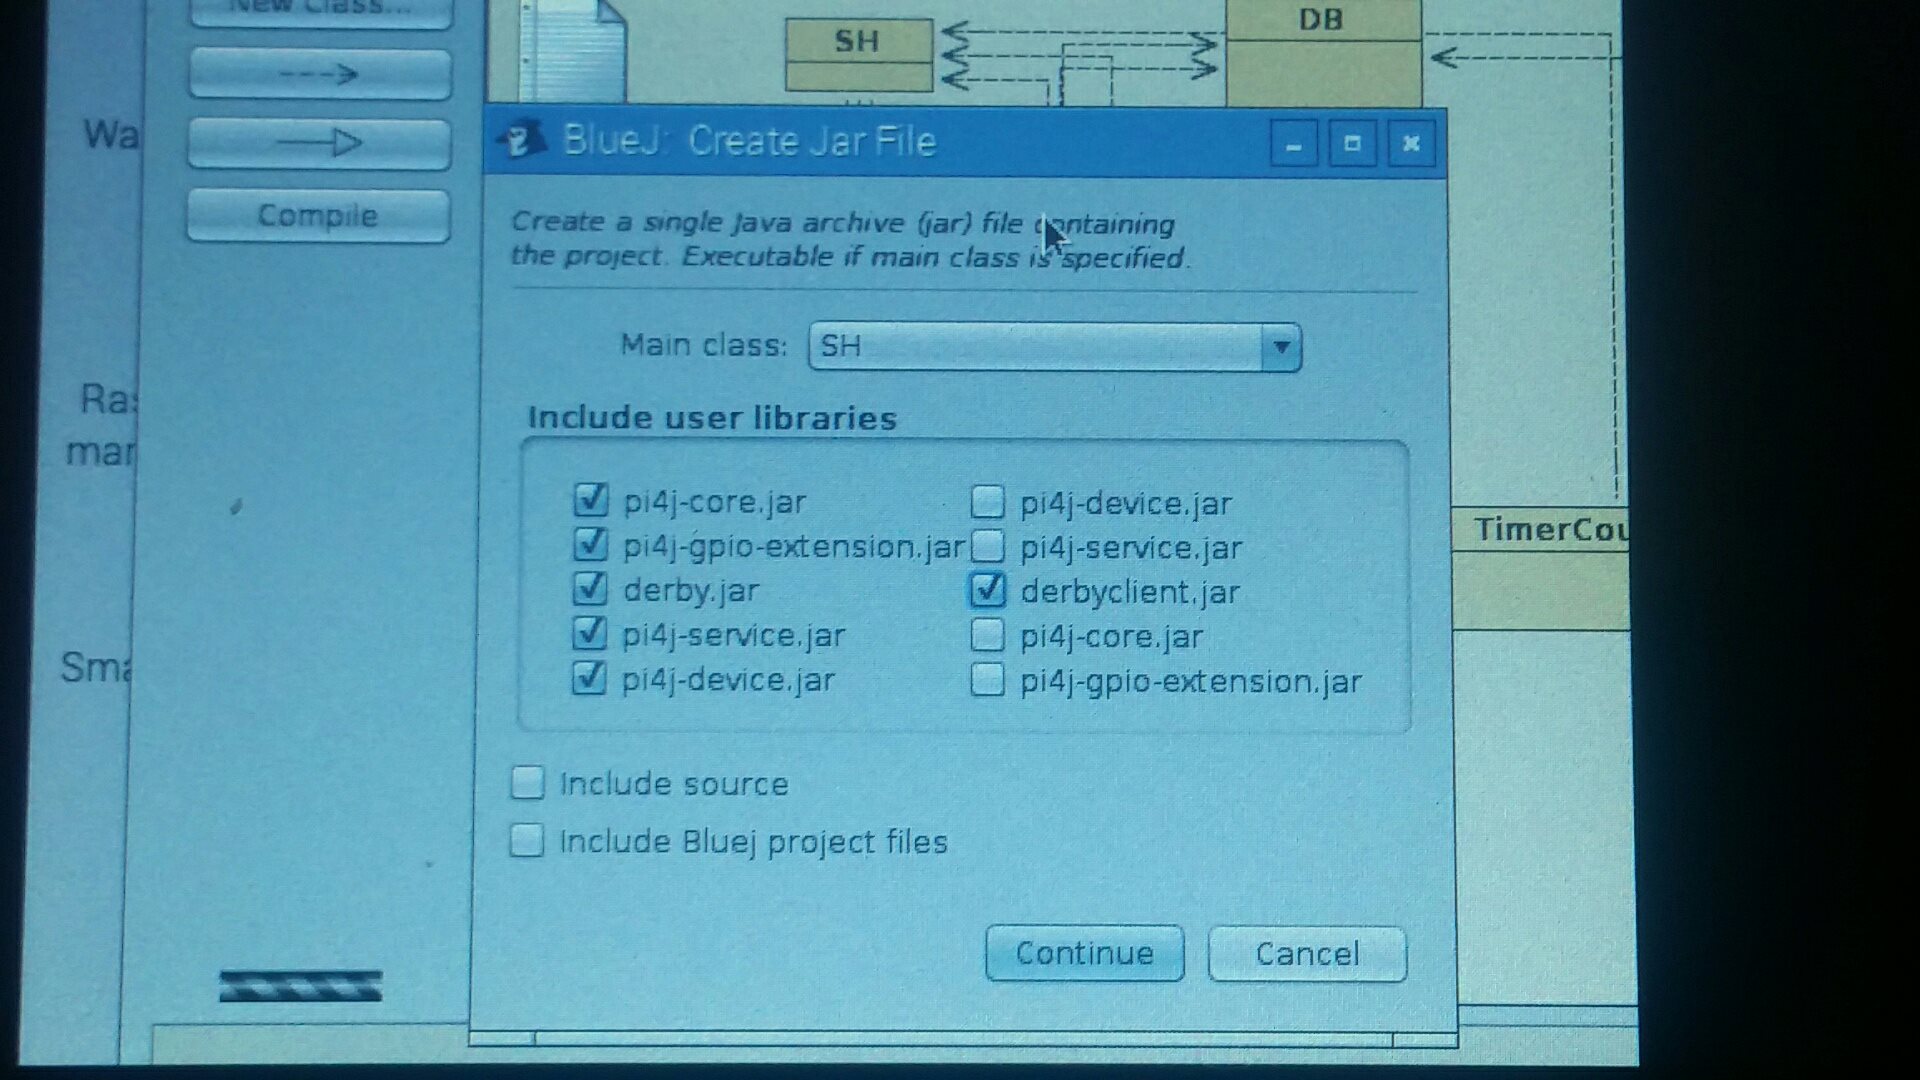 New Class...
SH
DB
Wa
BlueJ: Create Jar File
Compile
Create a single Java archive (jar) file containing
the project. Executable if main class is specified.
Main class: SH
Ras
mar
Include user libraries
pi4j-core.jar
pi4j-device.jar
pi4j-gpio-extension.jar
pi4j-service.jar
derby.jar
derbyclient.jar
pi4j-service.jar
pi4j-core.jar
pi4j-device.jar
pi4j-gpio-extension.jar
TimerCou
Sma
Include source
Include Bluej project files
Continue
Cancel